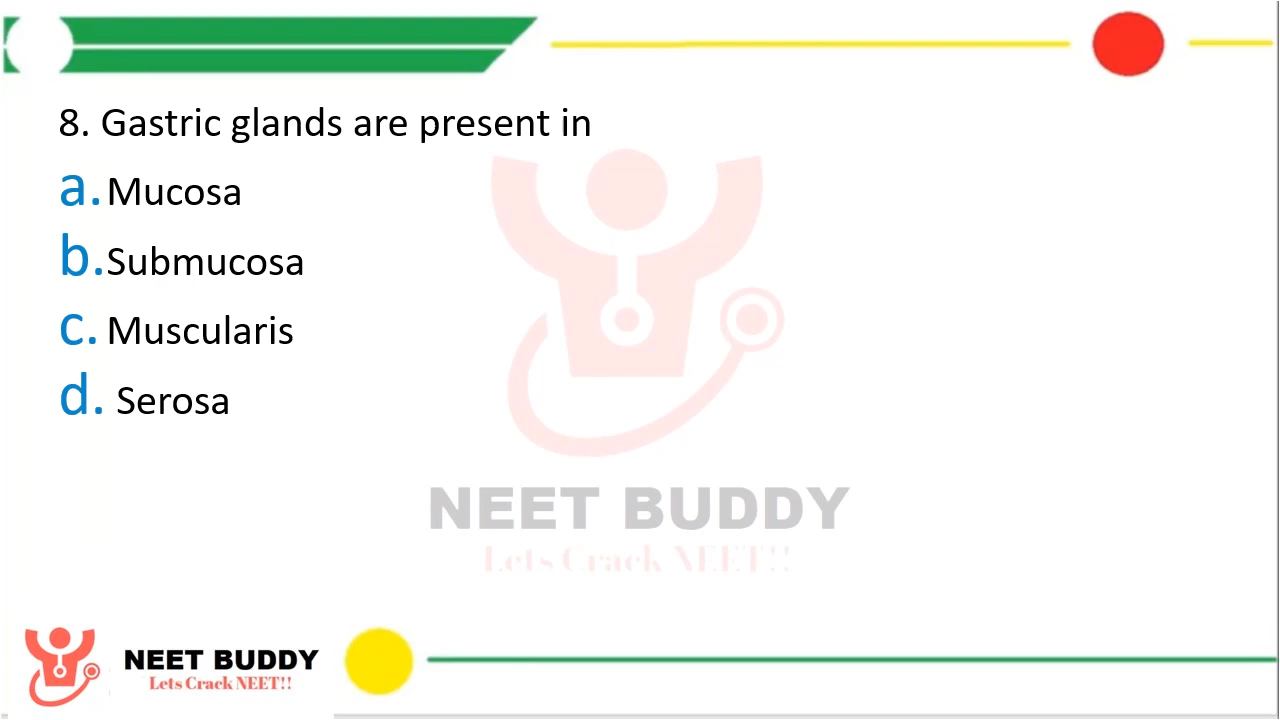 8. Gastric glands are present in
a. Mucosa
b. Submucosa
c. Muscularis
d. Serosa
NEET BUDDY
Lets Crack NEET!!
NEET BUDDY
Lets Crack NEET!!